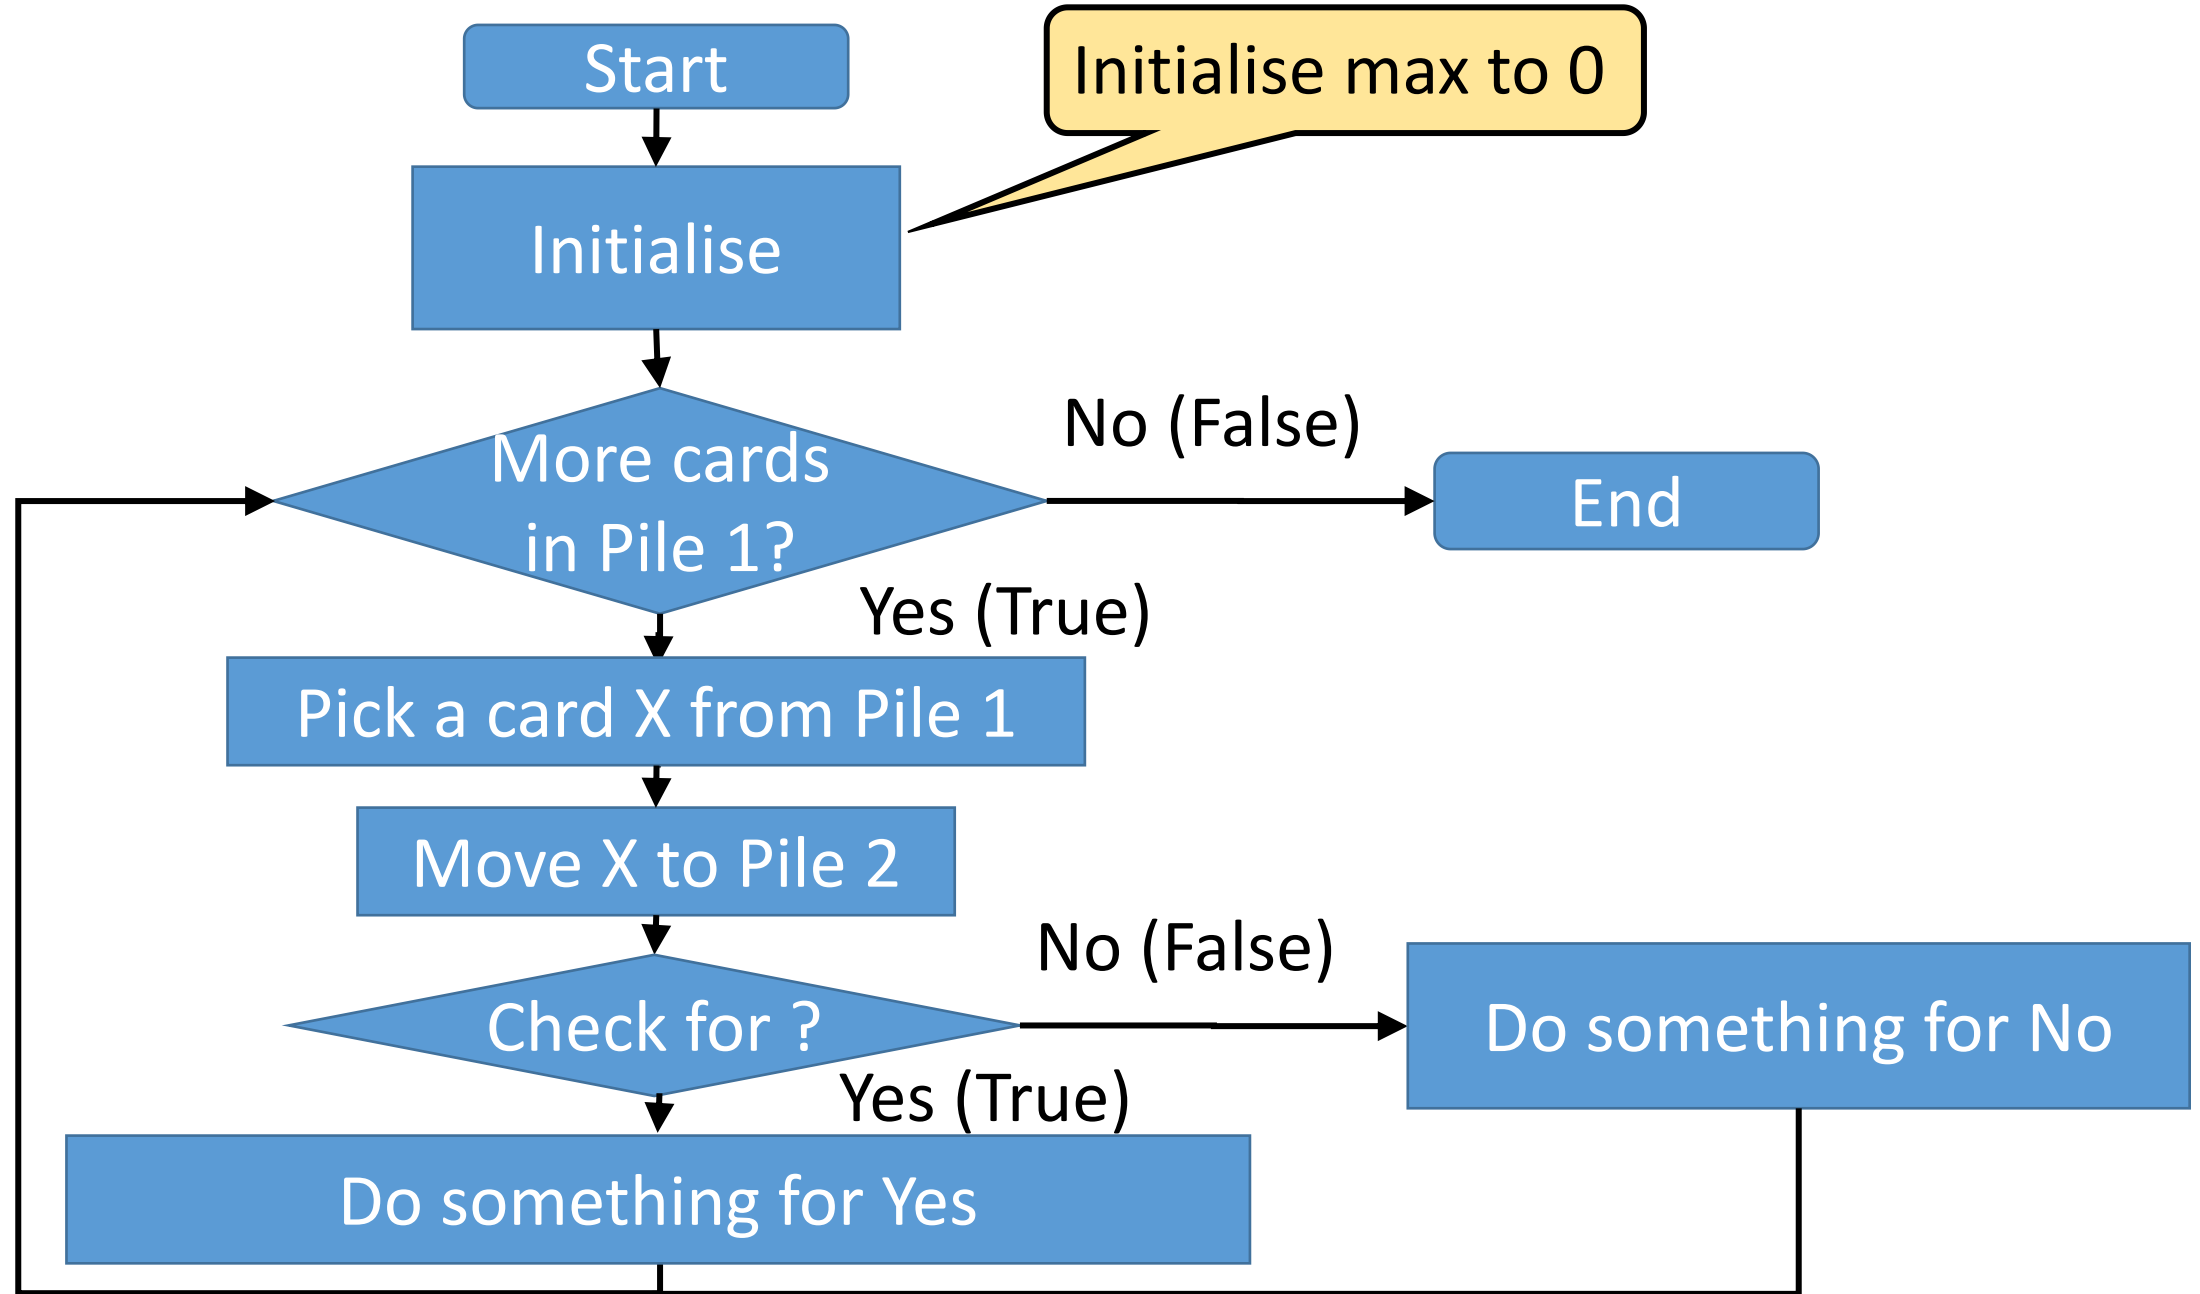 Start
Initialise max to 0
Initialise
More cards
in Pile 1?
No (False)
End
Yes (True)
Pick a card X from Pile 1
Move X to Pile 2
Check for ?
No (False)
Do something for No
Yes (True)
Do something for Yes